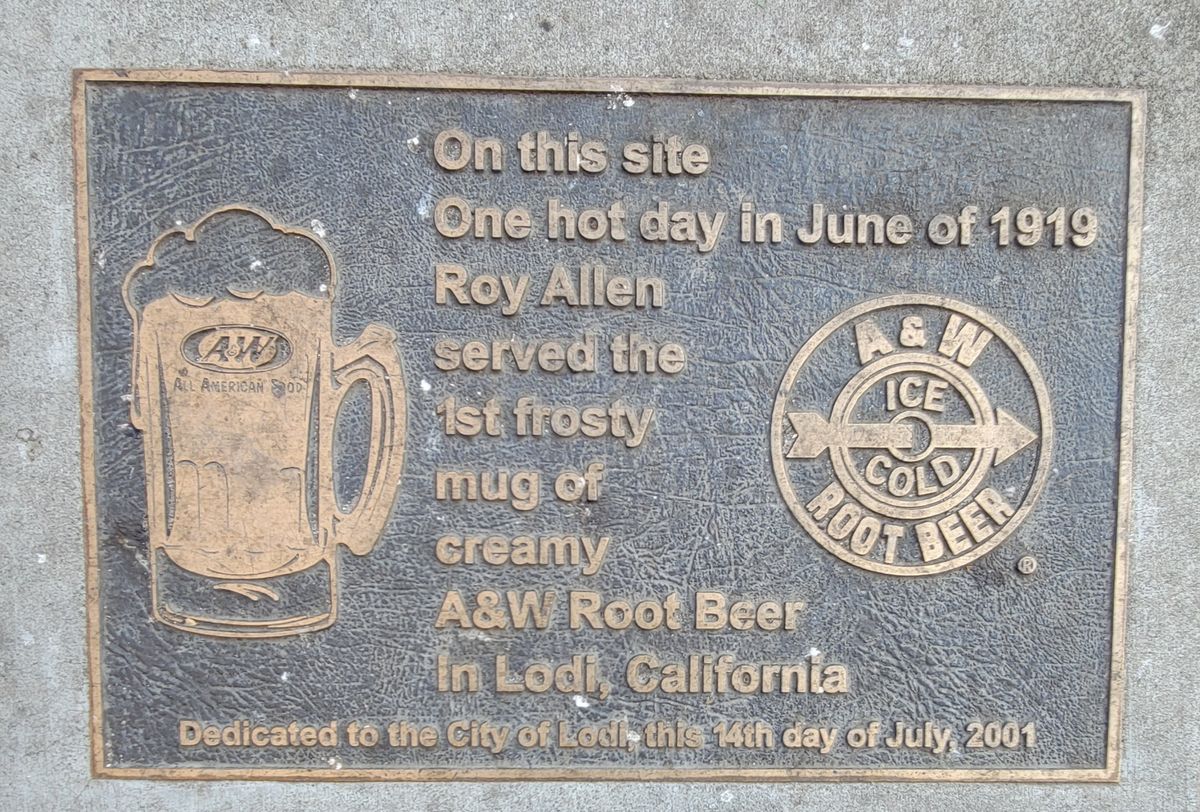 On this site
One hot day in June of 1919
Roy Allen
served the
1st frosty
mug of
creamy
A&W Root Beer
In Lodi, California
Dedicated to the City of Lodi, this 14th day of July, 2001
A&W
ALL AMERICAN FOOD
A & W
ICE
COLD
ROOT BEER
®